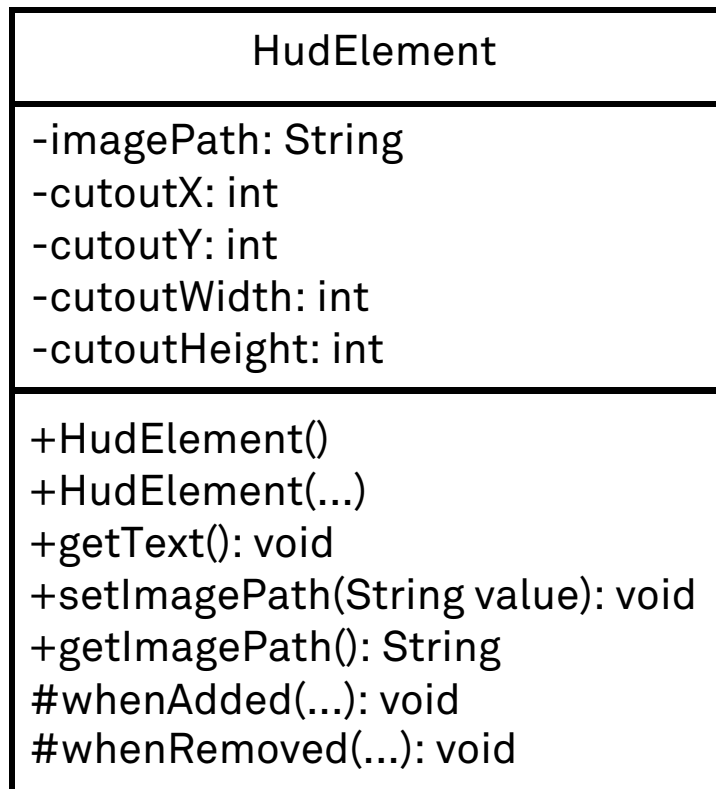 HudElement
-imagePath: String
-cutoutX: int
-cutoutY: int
-cutoutWidth: int
-cutoutHeight: int
+HudElement()
+HudElement(...)
+getText(): void
+setImagePath(String value): void
+getImagePath(): String
#whenAdded(...): void
#whenRemoved(...): void